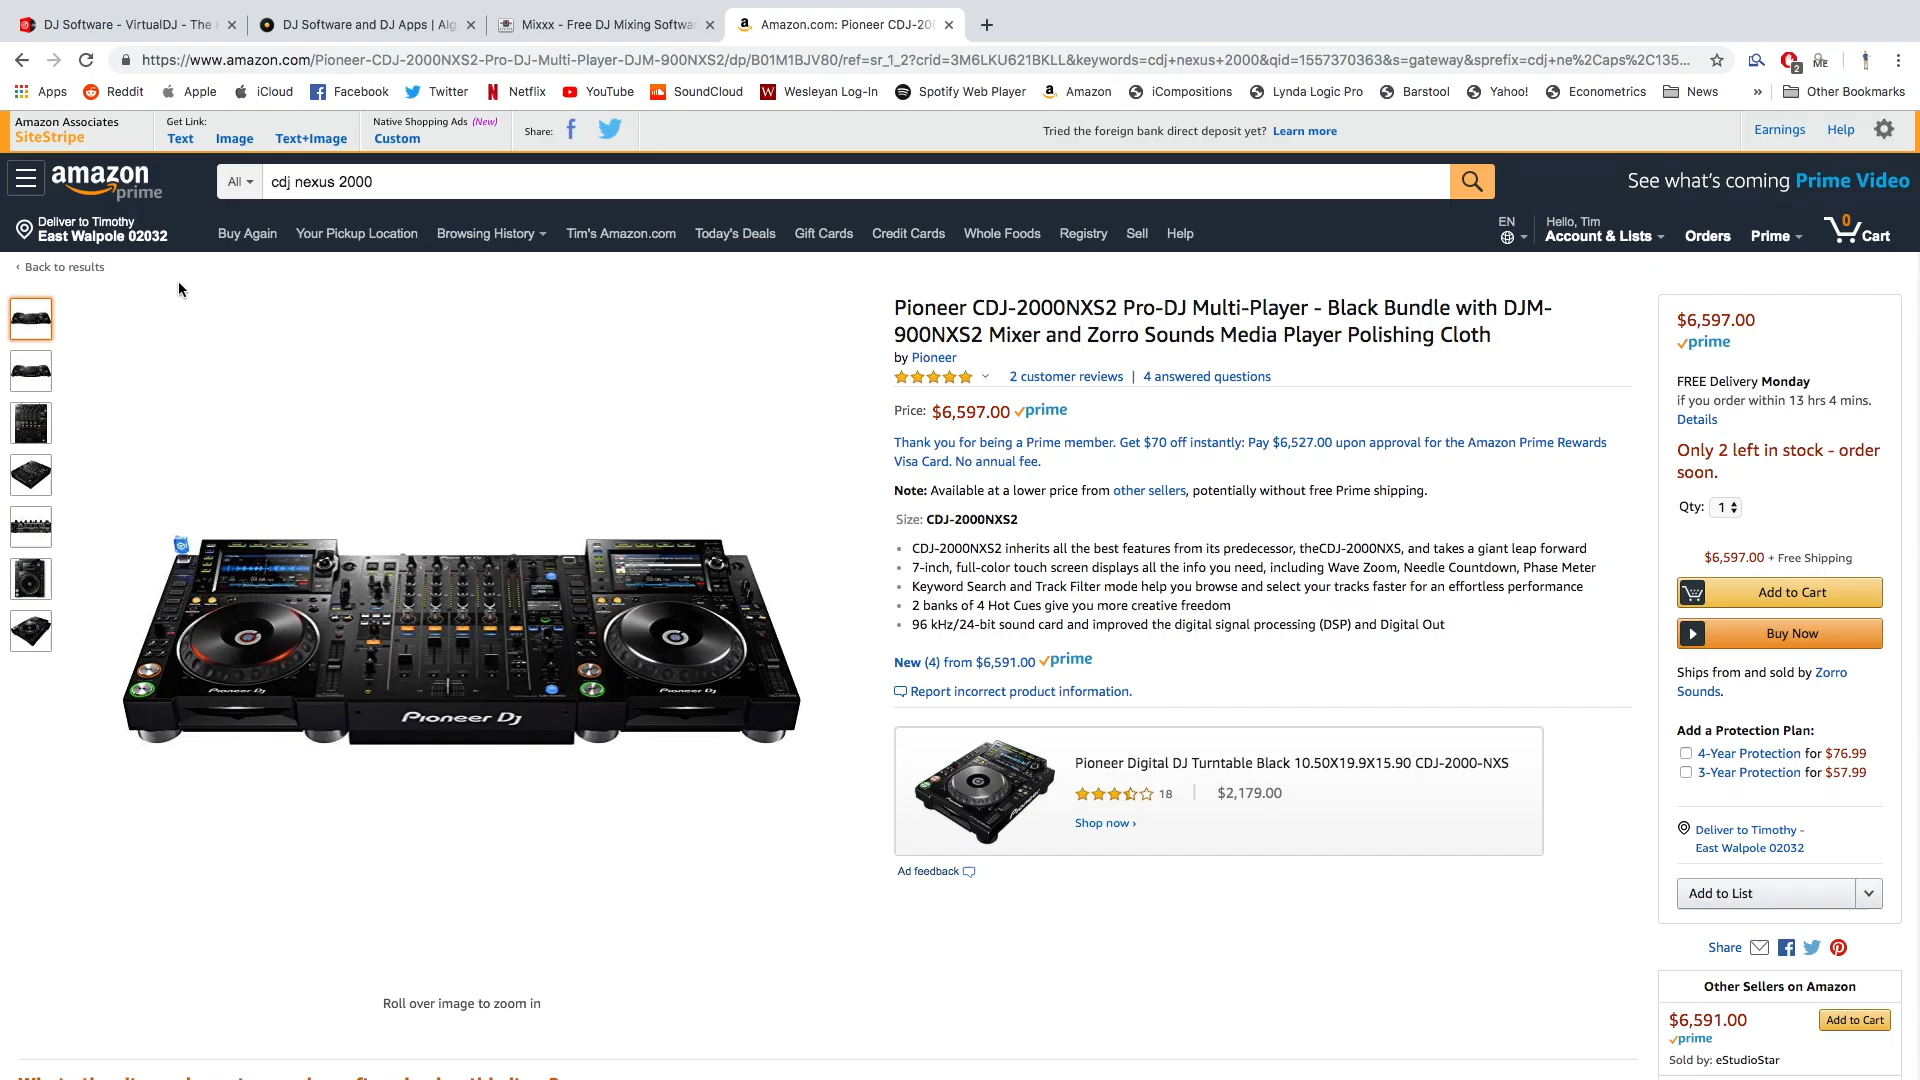 DJ Software - VirtualDJ - The
DJ Software and DJ Apps | Alg
Mixxx - Free DJ Mixing Softwar
Amazon.com: Pioneer CDJ-200
https://www.amazon.com/Pioneer-CDJ-2000NXS2-Pro-DJ-Multi-Player-DJM-900NXS2/dp/B01M1BJV80/ref=sr_1_2?crid=3M6LKU621BKLL&keywords=cdj+nexus+2000&qid=1557370363&s=gateway&sprefix=cdj+ne%2Caps%2C135...
2
ME
Apps Reddit Apple iCloud Facebook Twitter Netflix YouTube SoundCloud Wesleyan Log-In Spotify Web Player Amazon iCompositions Lynda Logic Pro Barstool Yahoo! Econometrics News » Other Bookmarks
Amazon Associates
SiteStripe
Get Link:
Text Image Text+Image
Native Shopping Ads (New)
Custom
Share:
Tried the foreign bank direct deposit yet? Learn more
Earnings Help
amazon
prime
All
cdj nexus 2000
See what's coming Prime Video
Deliver to Timothy
East Walpole 02032
Buy Again Your Pickup Location Browsing History Tim's Amazon.com Today's Deals Gift Cards Credit Cards Whole Foods Registry Sell Help
EN
Hello, Tim
Account & Lists
Orders
Prime
0
Cart
‹ Back to results
Pioneer CDJ-2000NXS2 Pro-DJ Multi-Player - Black Bundle with DJM-
900NXS2 Mixer and Zorro Sounds Media Player Polishing Cloth
by Pioneer
2 customer reviews | 4 answered questions
Price: $6,597.00 prime
Thank you for being a Prime member. Get $70 off instantly: Pay $6,527.00 upon approval for the Amazon Prime Rewards
Visa Card. No annual fee.
Note: Available at a lower price from other sellers, potentially without free Prime shipping.
Size: CDJ-2000NXS2
• CDJ-2000NXS2 inherits all the best features from its predecessor, theCDJ-2000NXS, and takes a giant leap forward
• 7-inch, full-color touch screen displays all the info you need, including Wave Zoom, Needle Countdown, Phase Meter
• Keyword Search and Track Filter mode help you browse and select your tracks faster for an effortless performance
• 2 banks of 4 Hot Cues give you more creative freedom
• 96 kHz/24-bit sound card and improved the digital signal processing (DSP) and Digital Out
New (4) from $6,591.00 prime
Report incorrect product information.
Pioneer Dj
Pioneer Dj
Pioneer Dj
Roll over image to zoom in
Pioneer Digital DJ Turntable Black 10.50X19.9X15.90 CDJ-2000-NXS
18 | $2,179.00
Shop now ›
Ad feedback
$6,597.00
prime
FREE Delivery Monday
if you order within 13 hrs 4 mins.
Details
Only 2 left in stock - order
soon.
Qty: 1
$6,597.00 + Free Shipping
Add to Cart
Buy Now
Ships from and sold by Zorro
Sounds.
Add a Protection Plan:
4-Year Protection for $76.99
3-Year Protection for $57.99
Deliver to Timothy -
East Walpole 02032
Add to List
Share
Other Sellers on Amazon
$6,591.00
Add to Cart
prime
Sold by: eStudioStar